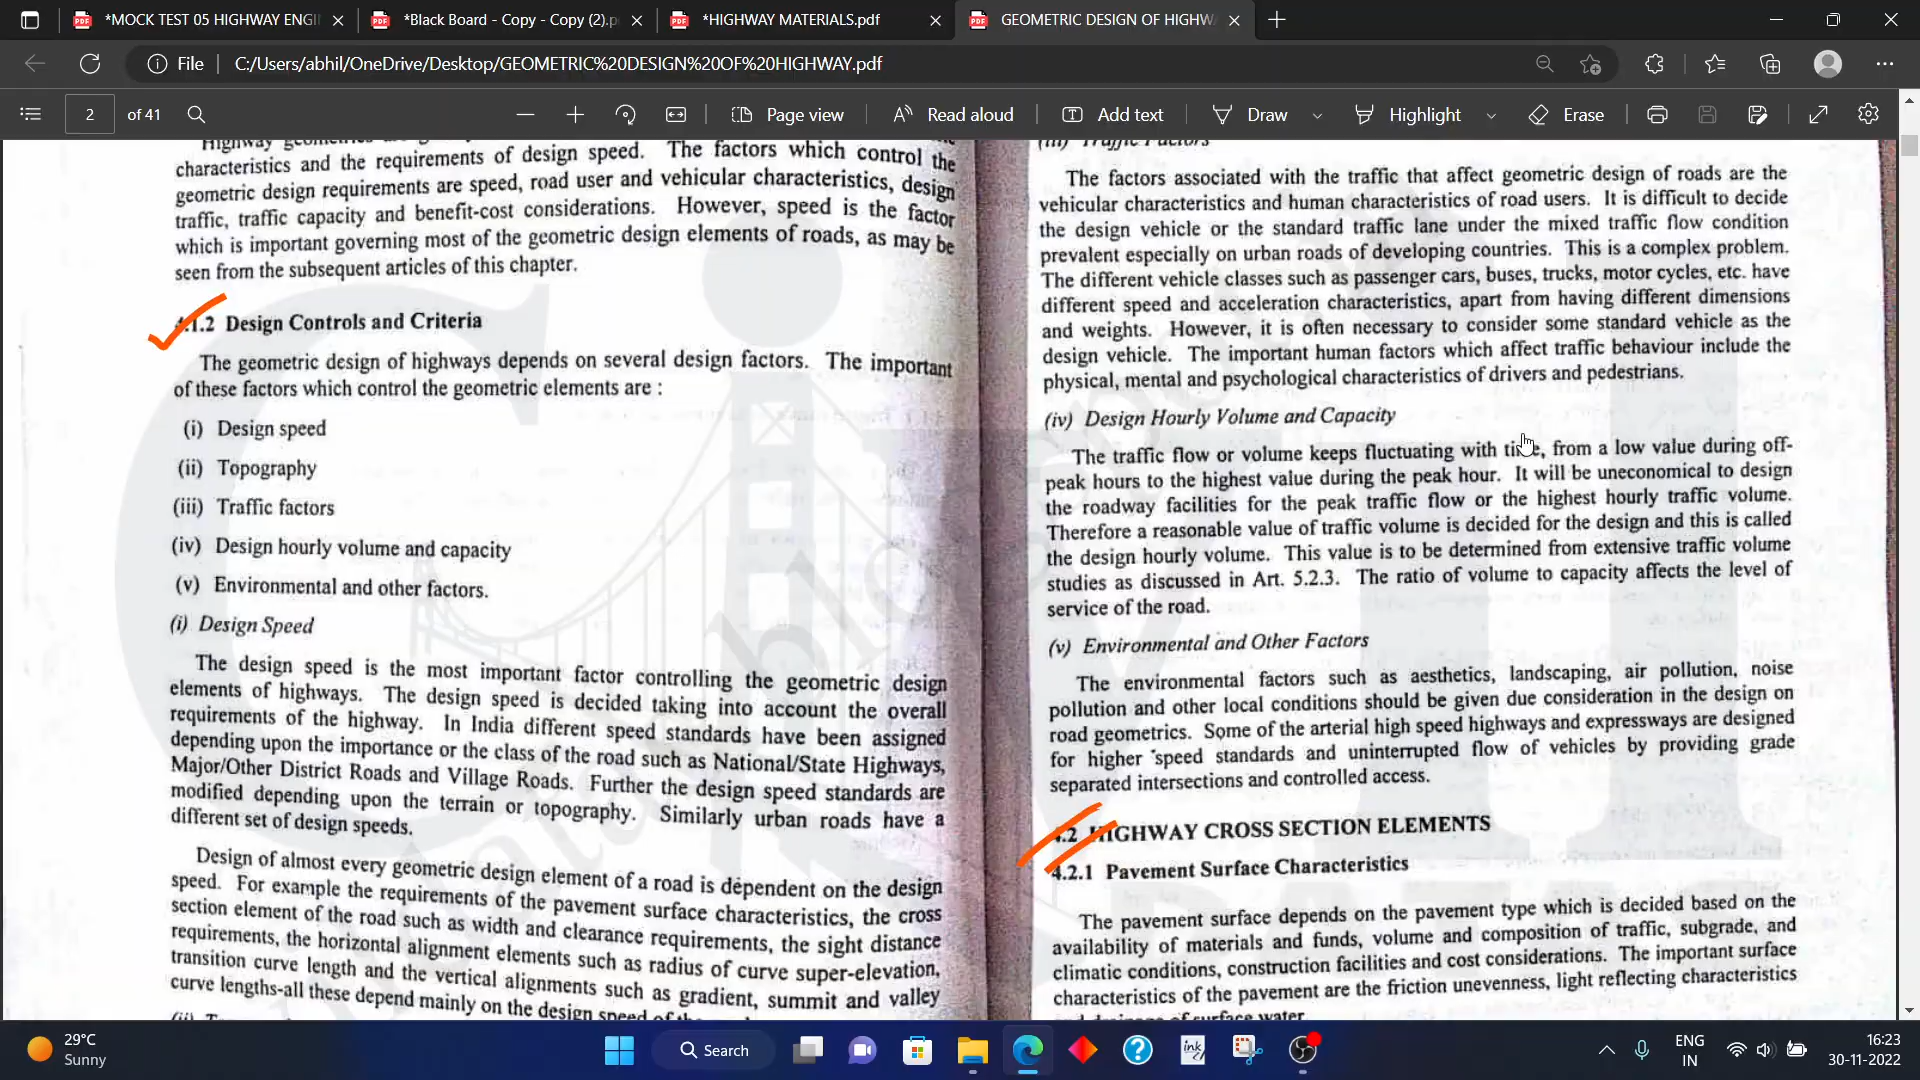 *MOCK TEST 05 HIGHWAY ENGI
*Black Board - Copy - Copy (2).p
*HIGHWAY MATERIALS.pdf
GEOMETRIC DESIGN OF HIGHW
File
C:/Users/abhil/OneDrive/Desktop/GEOMETRIC%20DESIGN%20OF%20HIGHWAY.pdf
2 of 41
Page view
Read aloud
Add text
Draw
Highlight
Erase
characteristics and the requirements of design speed. The factors which control the
geometric design requirements are speed, road user and vehicular characteristics, design
traffic, traffic capacity and benefit-cost considerations. However, speed is the factor
which is important governing most of the geometric design elements of roads, as may be
seen from the subsequent articles of this chapter.
4.1.2 Design Controls and Criteria
The geometric design of highways depends on several design factors. The important
of these factors which control the geometric elements are :
(i) Design speed
(ii) Topography
(iii) Traffic factors
(iv) Design hourly volume and capacity
(v) Environmental and other factors.
(i) Design Speed
The design speed is the most important factor controlling the geometric design
elements of highways. The design speed is decided taking into account the overall
requirements of the highway. In India different speed standards have been assigned
depending upon the importance or the class of the road such as National/State Highways,
Major/Other District Roads and Village Roads. Further the design speed standards are
modified depending upon the terrain or topography. Similarly urban roads have a
different set of design speeds.
Design of almost every geometric design element of a road is dependent on the design
speed. For example the requirements of the pavement surface characteristics, the cross
section element of the road such as width and clearance requirements, the sight distance
requirements, the horizontal alignment elements such as radius of curve super-elevation,
transition curve length and the vertical alignments such as gradient, summit and valley
curve lengths-all these depend mainly on the design speed of the
(iii) Traffic Factors
The factors associated with the traffic that affect geometric design of roads are the
vehicular characteristics and human characteristics of road users. It is difficult to decide
the design vehicle or the standard traffic lane under the mixed traffic flow condition
prevalent especially on urban roads of developing countries. This is a complex problem.
The different vehicle classes such as passenger cars, buses, trucks, motor cycles, etc. have
different speed and acceleration characteristics, apart from having different dimensions
and weights. However, it is often necessary to consider some standard vehicle as the
design vehicle. The important human factors which affect traffic behaviour include the
physical, mental and psychological characteristics of drivers and pedestrians.
(iv) Design Hourly Volume and Capacity
The traffic flow or volume keeps fluctuating with time, from a low value during off-
peak hours to the highest value during the peak hour. It will be uneconomical to design
the roadway facilities for the peak traffic flow or the highest hourly traffic volume.
Therefore a reasonable value of traffic volume is decided for the design and this is called
the design hourly volume. This value is to be determined from extensive traffic volume
studies as discussed in Art. 5.2.3. The ratio of volume to capacity affects the level of
service of the road.
(v) Environmental and Other Factors
The environmental factors such as aesthetics, landscaping, air pollution, noise
pollution and other local conditions should be given due consideration in the design on
road geometrics. Some of the arterial high speed highways and expressways are designed
for higher speed standards and uninterrupted flow of vehicles by providing grade
separated intersections and controlled access.
4.2 HIGHWAY CROSS SECTION ELEMENTS
4.2.1 Pavement Surface Characteristics
The pavement surface depends on the pavement type which is decided based on the
availability of materials and funds, volume and composition of traffic, subgrade, and
climatic conditions, construction facilities and cost considerations. The important surface
characteristics of the pavement are the friction unevenness, light reflecting characteristics
and drainage of surface water.
29°C
Sunny
Search
ink
ENG
IN
16:23
30-11-2022